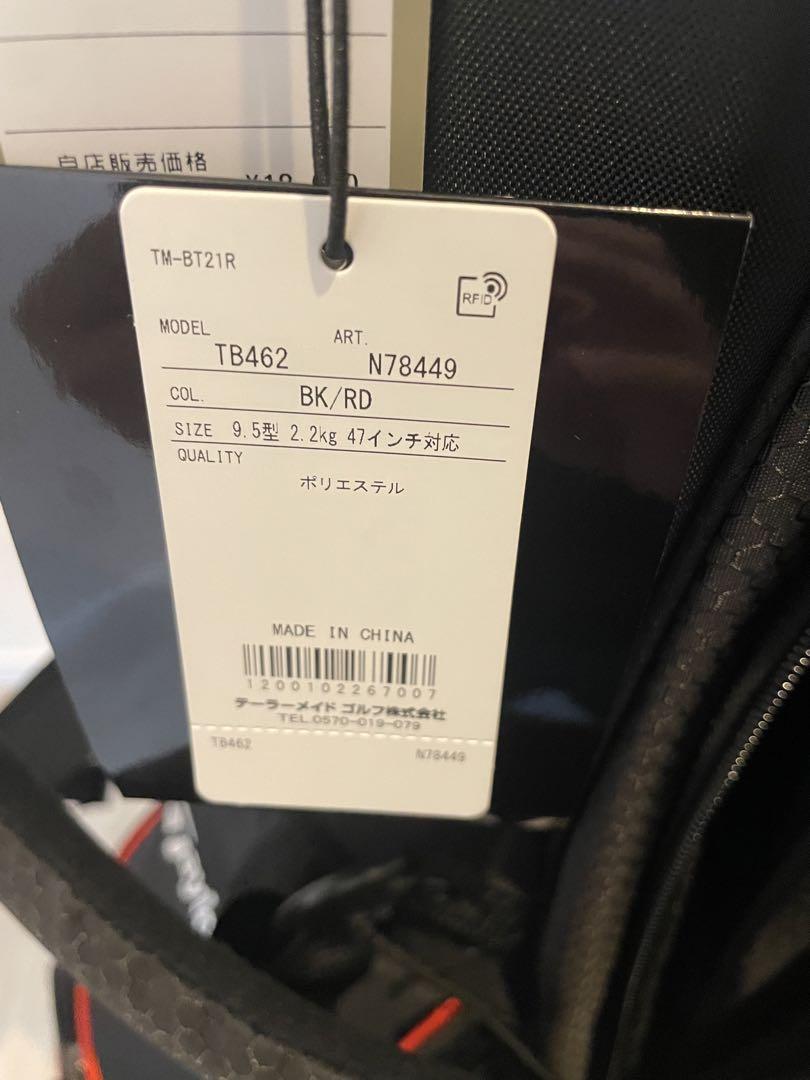 自店販売価格
TM-BT21R
RFID
MODEL TB462 ART. N78449
COL. BK/RD
SIZE 9.5型 2.2kg 47インチ対応
QUALITY
ポリエステル
MADE IN CHINA
1200102267007
テーラーメイド ゴルフ株式会社
TEL.0570-019-079
TB462 N78449